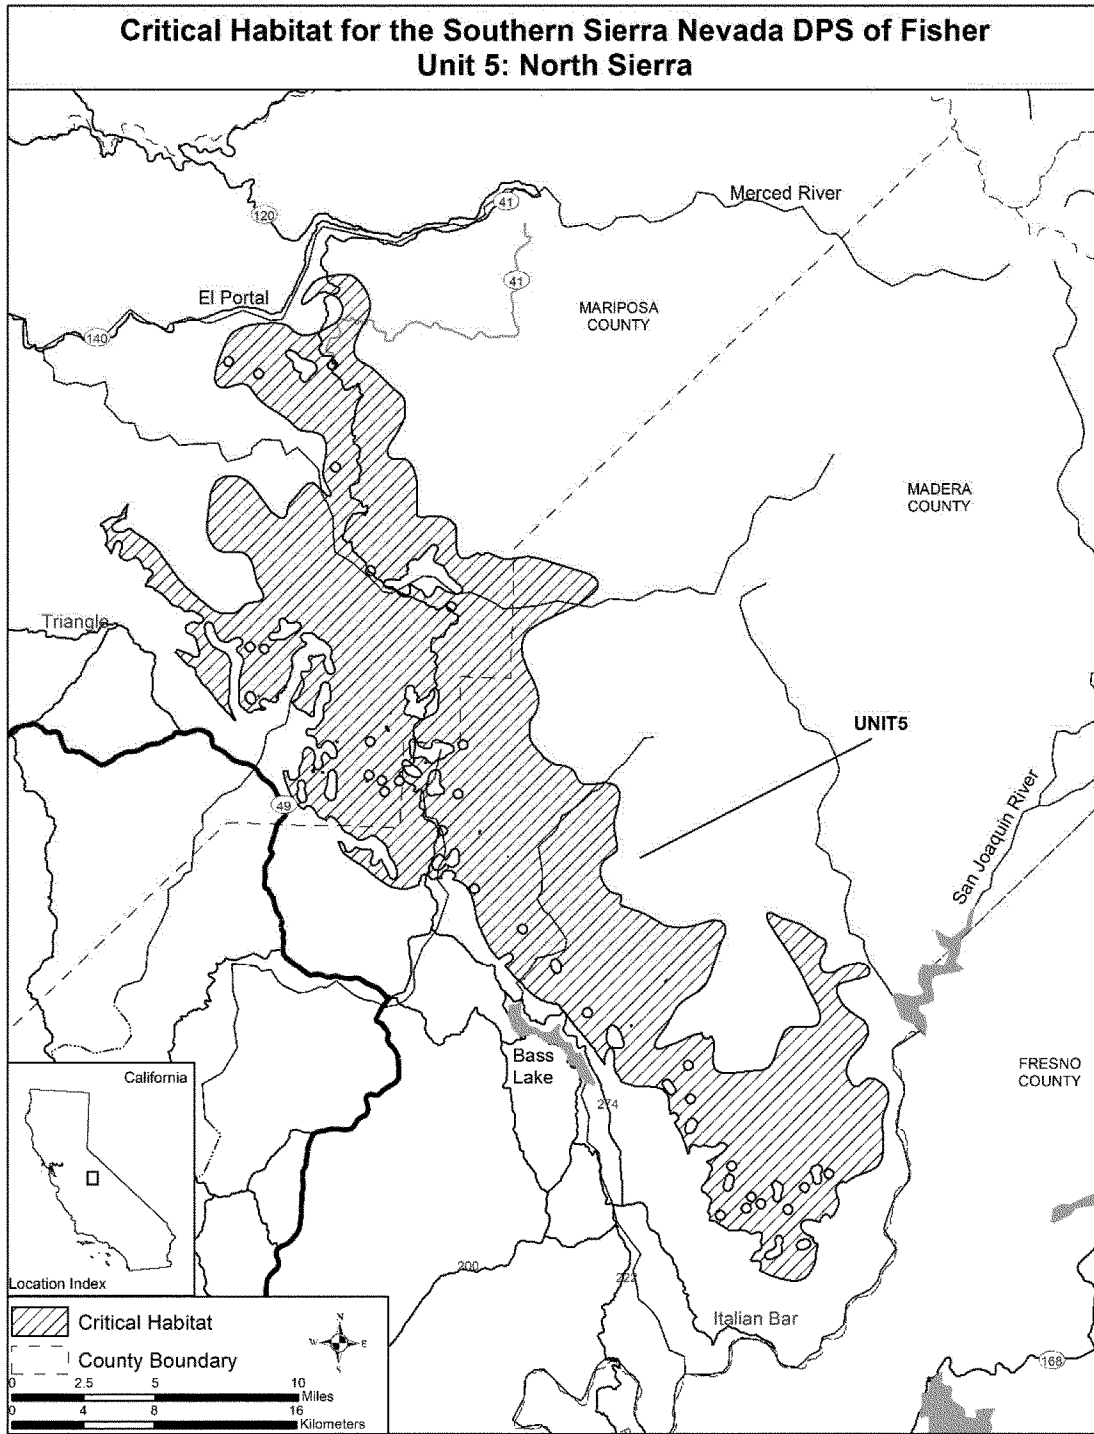 Critical Habitat for the Southern Sierra Nevada DPS of Fisher
Unit 5: North Sierra
Merced River
41
120
41
El Portal
MARIPOSA
COUNTY
140
MADERA
COUNTY
Triangle
UNIT5
49
San Joaquin River
Bass
Lake
FRESNO
COUNTY
California
274
Location Index
200
222
Italian Bar
168
Critical Habitat
County Boundary
N
W E
S
0 2.5 5 10
Miles
0 4 8 16
Kilometers